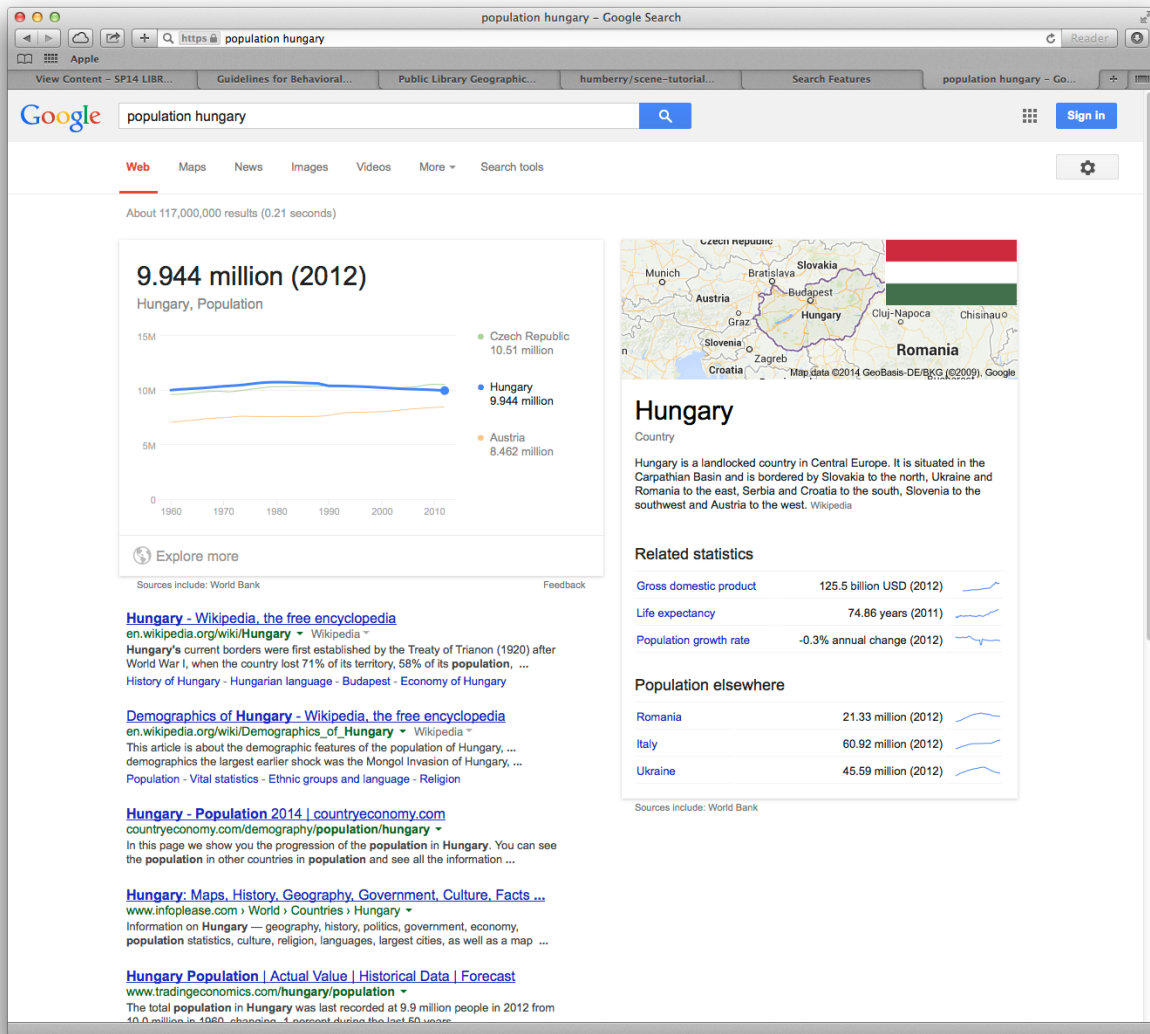 population hungary – Google Search
https population hungary
Reader
Apple
View Content – SP14 LIBR...
Guidelines for Behavioral...
Public Library Geographic...
humberry/scene-tutorial...
Search Features
population hungary – Go...
Google
population hungary
Sign in
Web Maps News Images Videos More Search tools
About 117,000,000 results (0.21 seconds)
9.944 million (2012)
Hungary, Population
15M
10M
5M
0
1960 1970 1980 1990 2000 2010
Czech Republic
10.51 million
Hungary
9.944 million
Austria
8.462 million
Explore more
Sources include: World Bank
Feedback
Hungary - Wikipedia, the free encyclopedia
en.wikipedia.org/wiki/Hungary Wikipedia
Hungary's current borders were first established by the Treaty of Trianon (1920) after
World War I, when the country lost 71% of its territory, 58% of its population, ...
History of Hungary - Hungarian language - Budapest - Economy of Hungary
Demographics of Hungary - Wikipedia, the free encyclopedia
en.wikipedia.org/wiki/Demographics_of_Hungary Wikipedia
This article is about the demographic features of the population of Hungary, ...
demographics the largest earlier shock was the Mongol Invasion of Hungary, ...
Population - Vital statistics - Ethnic groups and language - Religion
Hungary - Population 2014 | countryeconomy.com
countryeconomy.com/demography/population/hungary
In this page we show you the progression of the population in Hungary. You can see
the population in other countries in population and see all the information ...
Hungary: Maps, History, Geography, Government, Culture, Facts ...
www.infoplease.com › World › Countries › Hungary
Information on Hungary — geography, history, politics, government, economy,
population statistics, culture, religion, languages, largest cities, as well as a map ...
Hungary Population | Actual Value | Historical Data | Forecast
www.tradingeconomics.com/hungary/population
The total population in Hungary was last recorded at 9.9 million people in 2012 from
10.0 million in 1960, changing 1 percent during the last 50 years.
Czech Republic
Munich
Bratislava
Slovakia
Austria
Budapest
Graz
Hungary
Cluj-Napoca
Chisinau
Slovenia
Zagreb
Romania
Croatia
Map data ©2014 GeoBasis-DE/BKG (©2009), Google
Bucharest
Hungary
Country
Hungary is a landlocked country in Central Europe. It is situated in the
Carpathian Basin and is bordered by Slovakia to the north, Ukraine and
Romania to the east, Serbia and Croatia to the south, Slovenia to the
southwest and Austria to the west. Wikipedia
Related statistics
Gross domestic product 125.5 billion USD (2012)
Life expectancy 74.86 years (2011)
Population growth rate -0.3% annual change (2012)
Population elsewhere
Romania 21.33 million (2012)
Italy 60.92 million (2012)
Ukraine 45.59 million (2012)
Sources include: World Bank